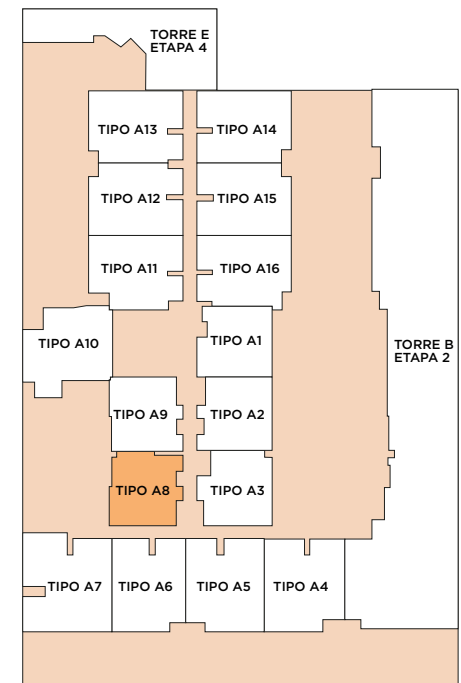 TORRE E
ETAPA 4
TIPO A13
TIPO A14
TIPO A12
TIPO A15
TIPO A11
TIPO A16
TIPO A10
TIPO A1
TORRE B
ETAPA 2
TIPO A9
TIPO A2
TIPO A8
TIPO A3
TIPO A7
TIPO A6
TIPO A5
TIPO A4